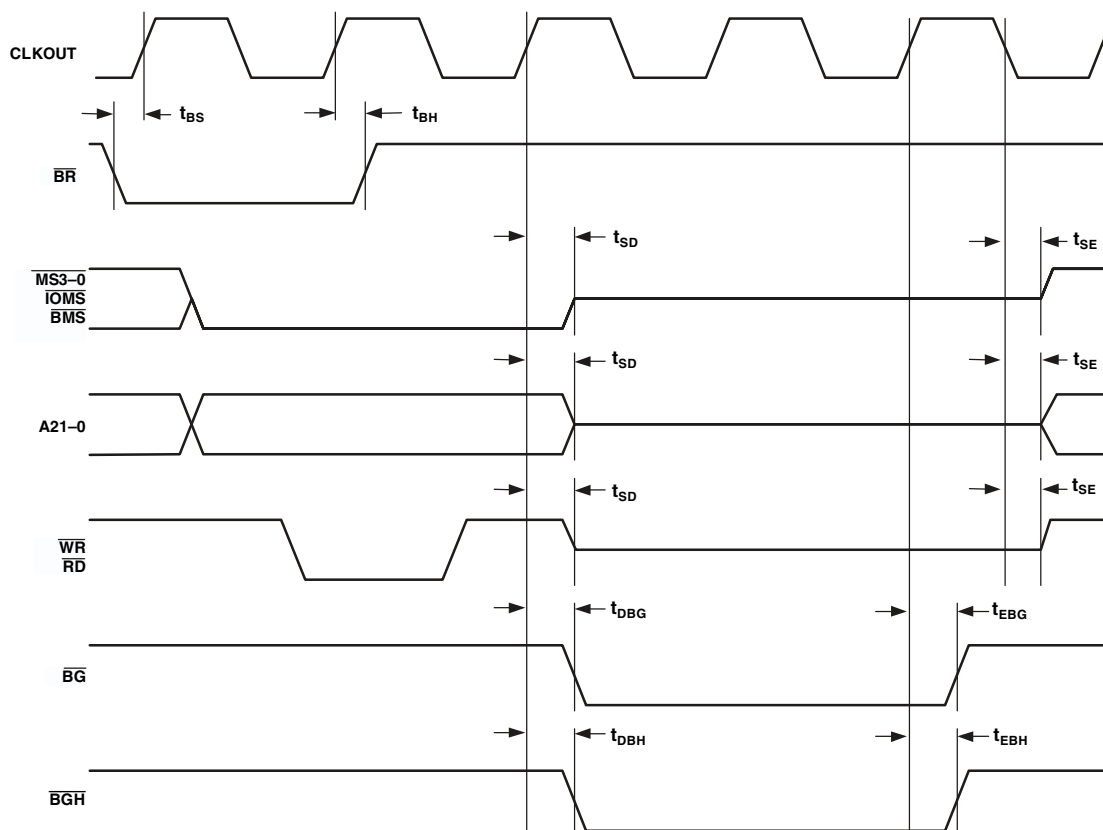 CLKOUT
tBS
tBH
BR
tSD
tSE
MS3–0
IOMS
BMS
tSD
tSE
A21–0
tSD
tSE
WR
RD
tDBG
tEBG
BG
tDBH
tEBH
BGH